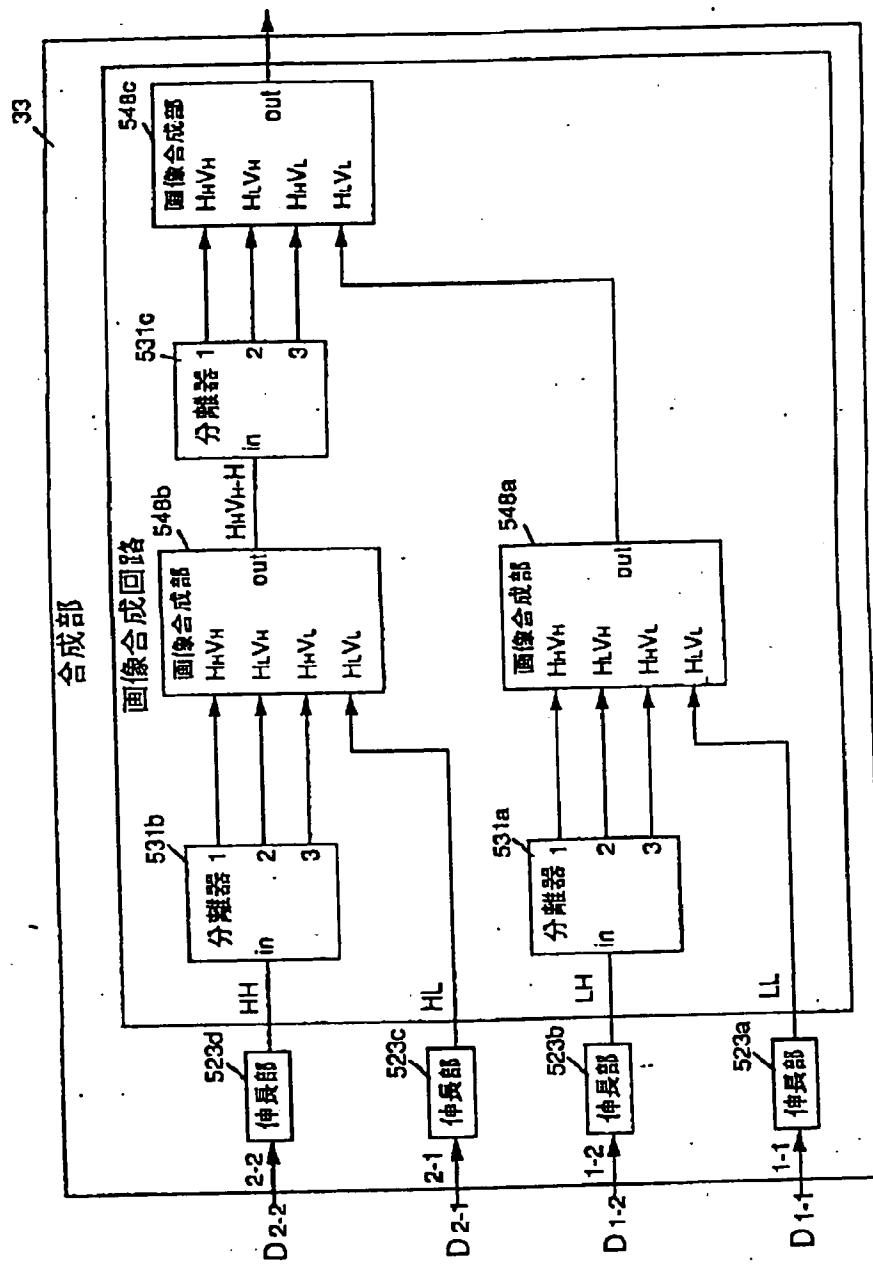 33
合成部
画像合成回路
548c
画像合成部
HHVH
HLVH
HHVL
HLVL
out
531c
分離器
in
1
2
3
HHVH-H
548b
画像合成部
HHVH
HLVH
HHVL
HLVL
out
548a
画像合成部
HHVH
HLVH
HHVL
HLVL
out
531b
分離器
in
1
2
3
531a
分離器
in
1
2
3
HH
HL
LH
LL
523d
伸長部
523c
伸長部
523b
伸長部
523a
伸長部
2-2
2-1
1-2
1-1
D2-2
D2-1
D1-2
D1-1